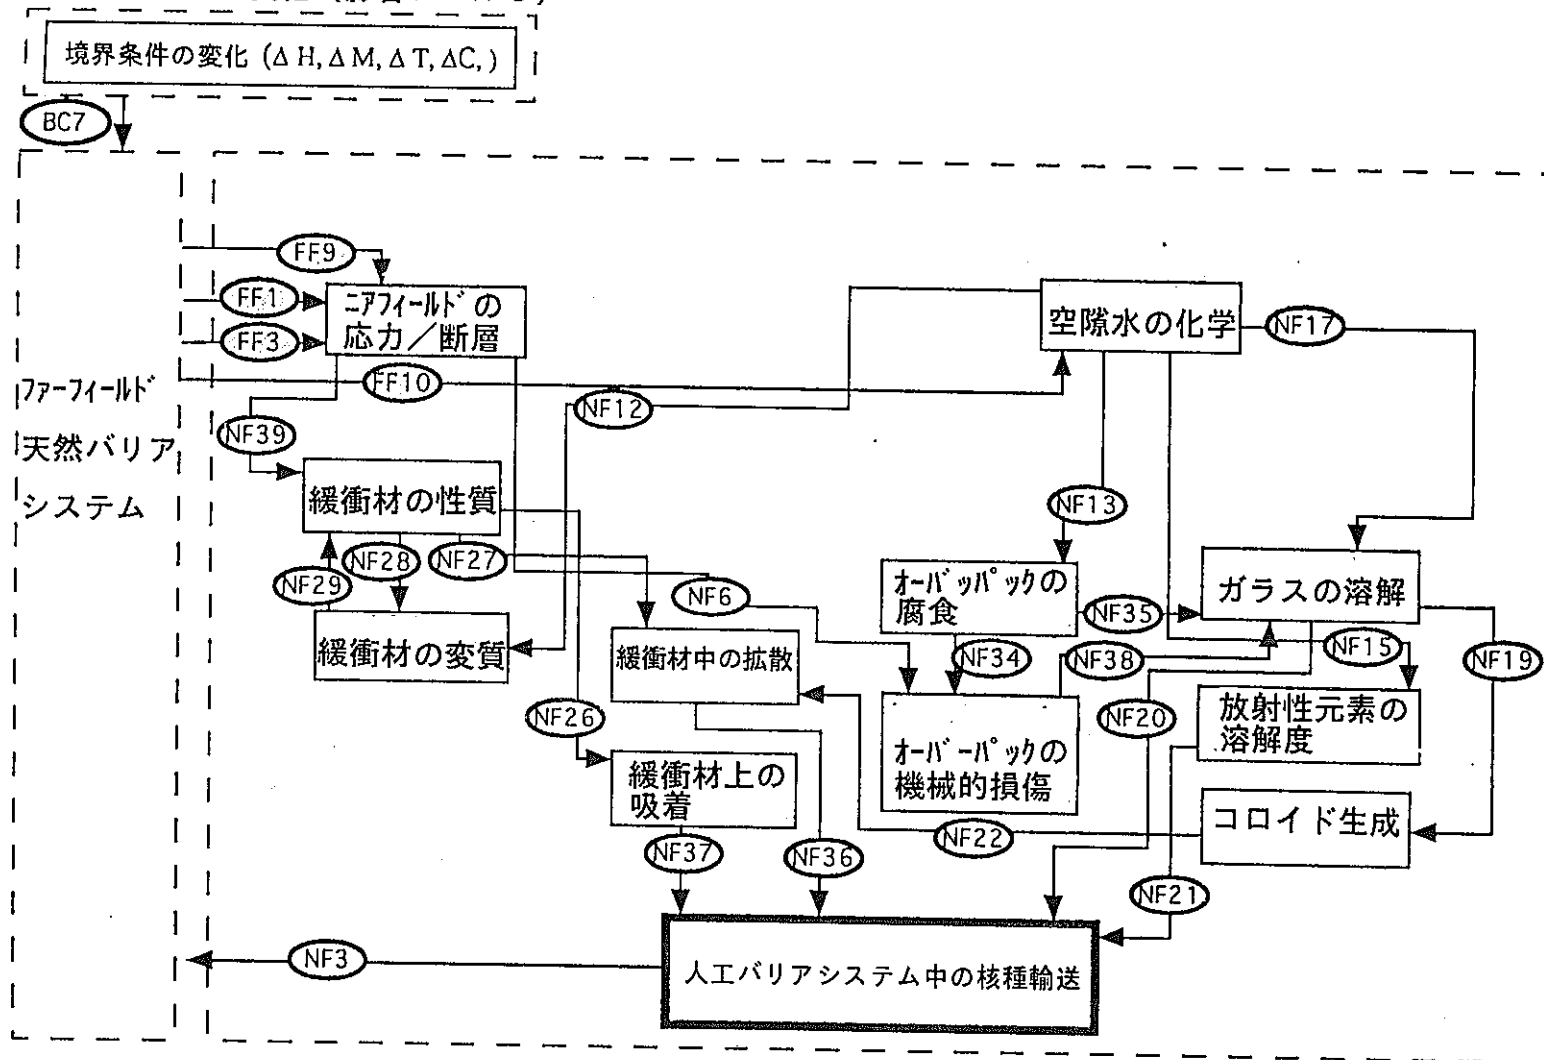 境界条件の変化 (Δ H, Δ M, Δ T, ΔC, )
BC7
FF9
FF1
ニアフィールドの
応力／断層
FF3
空隙水の化学
NF17
FF10
ファーフィールド
天然バリア
システム
NF12
NF39
緩衝材の性質
NF13
NF28
NF27
NF29
NF6
オーバッパックの
腐食
NF35
ガラスの溶解
緩衝材の変質
緩衝材中の拡散
NF34
NF38
NF15
NF19
NF26
NF20
放射性元素の
溶解度
オーバーパックの
機械的損傷
緩衝材上の
吸着
コロイド生成
NF22
NF37
NF36
NF21
NF3
人工バリアシステム中の核種輸送